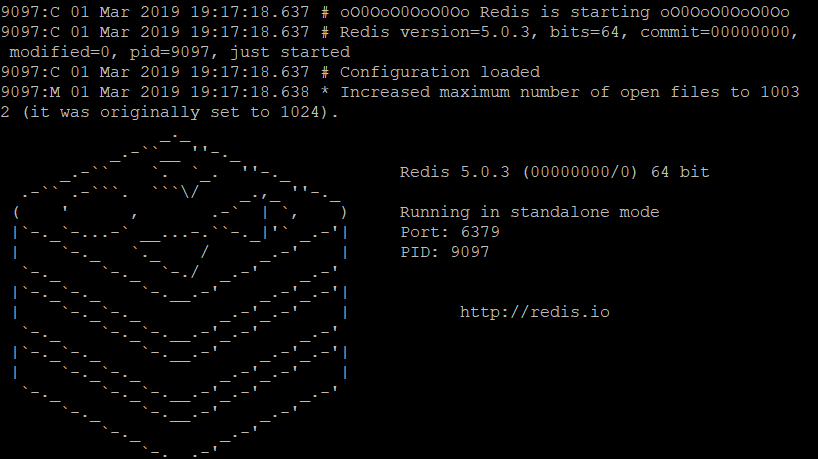 9097:C 01 Mar 2019 19:17:18.637 # oO0OoO0OoO0Oo Redis is starting oO0OoO0OoO0Oo
9097:C 01 Mar 2019 19:17:18.637 # Redis version=5.0.3, bits=64, commit=00000000,
modified=0, pid=9097, just started
9097:C 01 Mar 2019 19:17:18.637 # Configuration loaded
9097:M 01 Mar 2019 19:17:18.638 * Increased maximum number of open files to 1003
2 (it was originally set to 1024).
Redis 5.0.3 (00000000/0) 64 bit
Running in standalone mode
Port: 6379
PID: 9097
http://redis.io